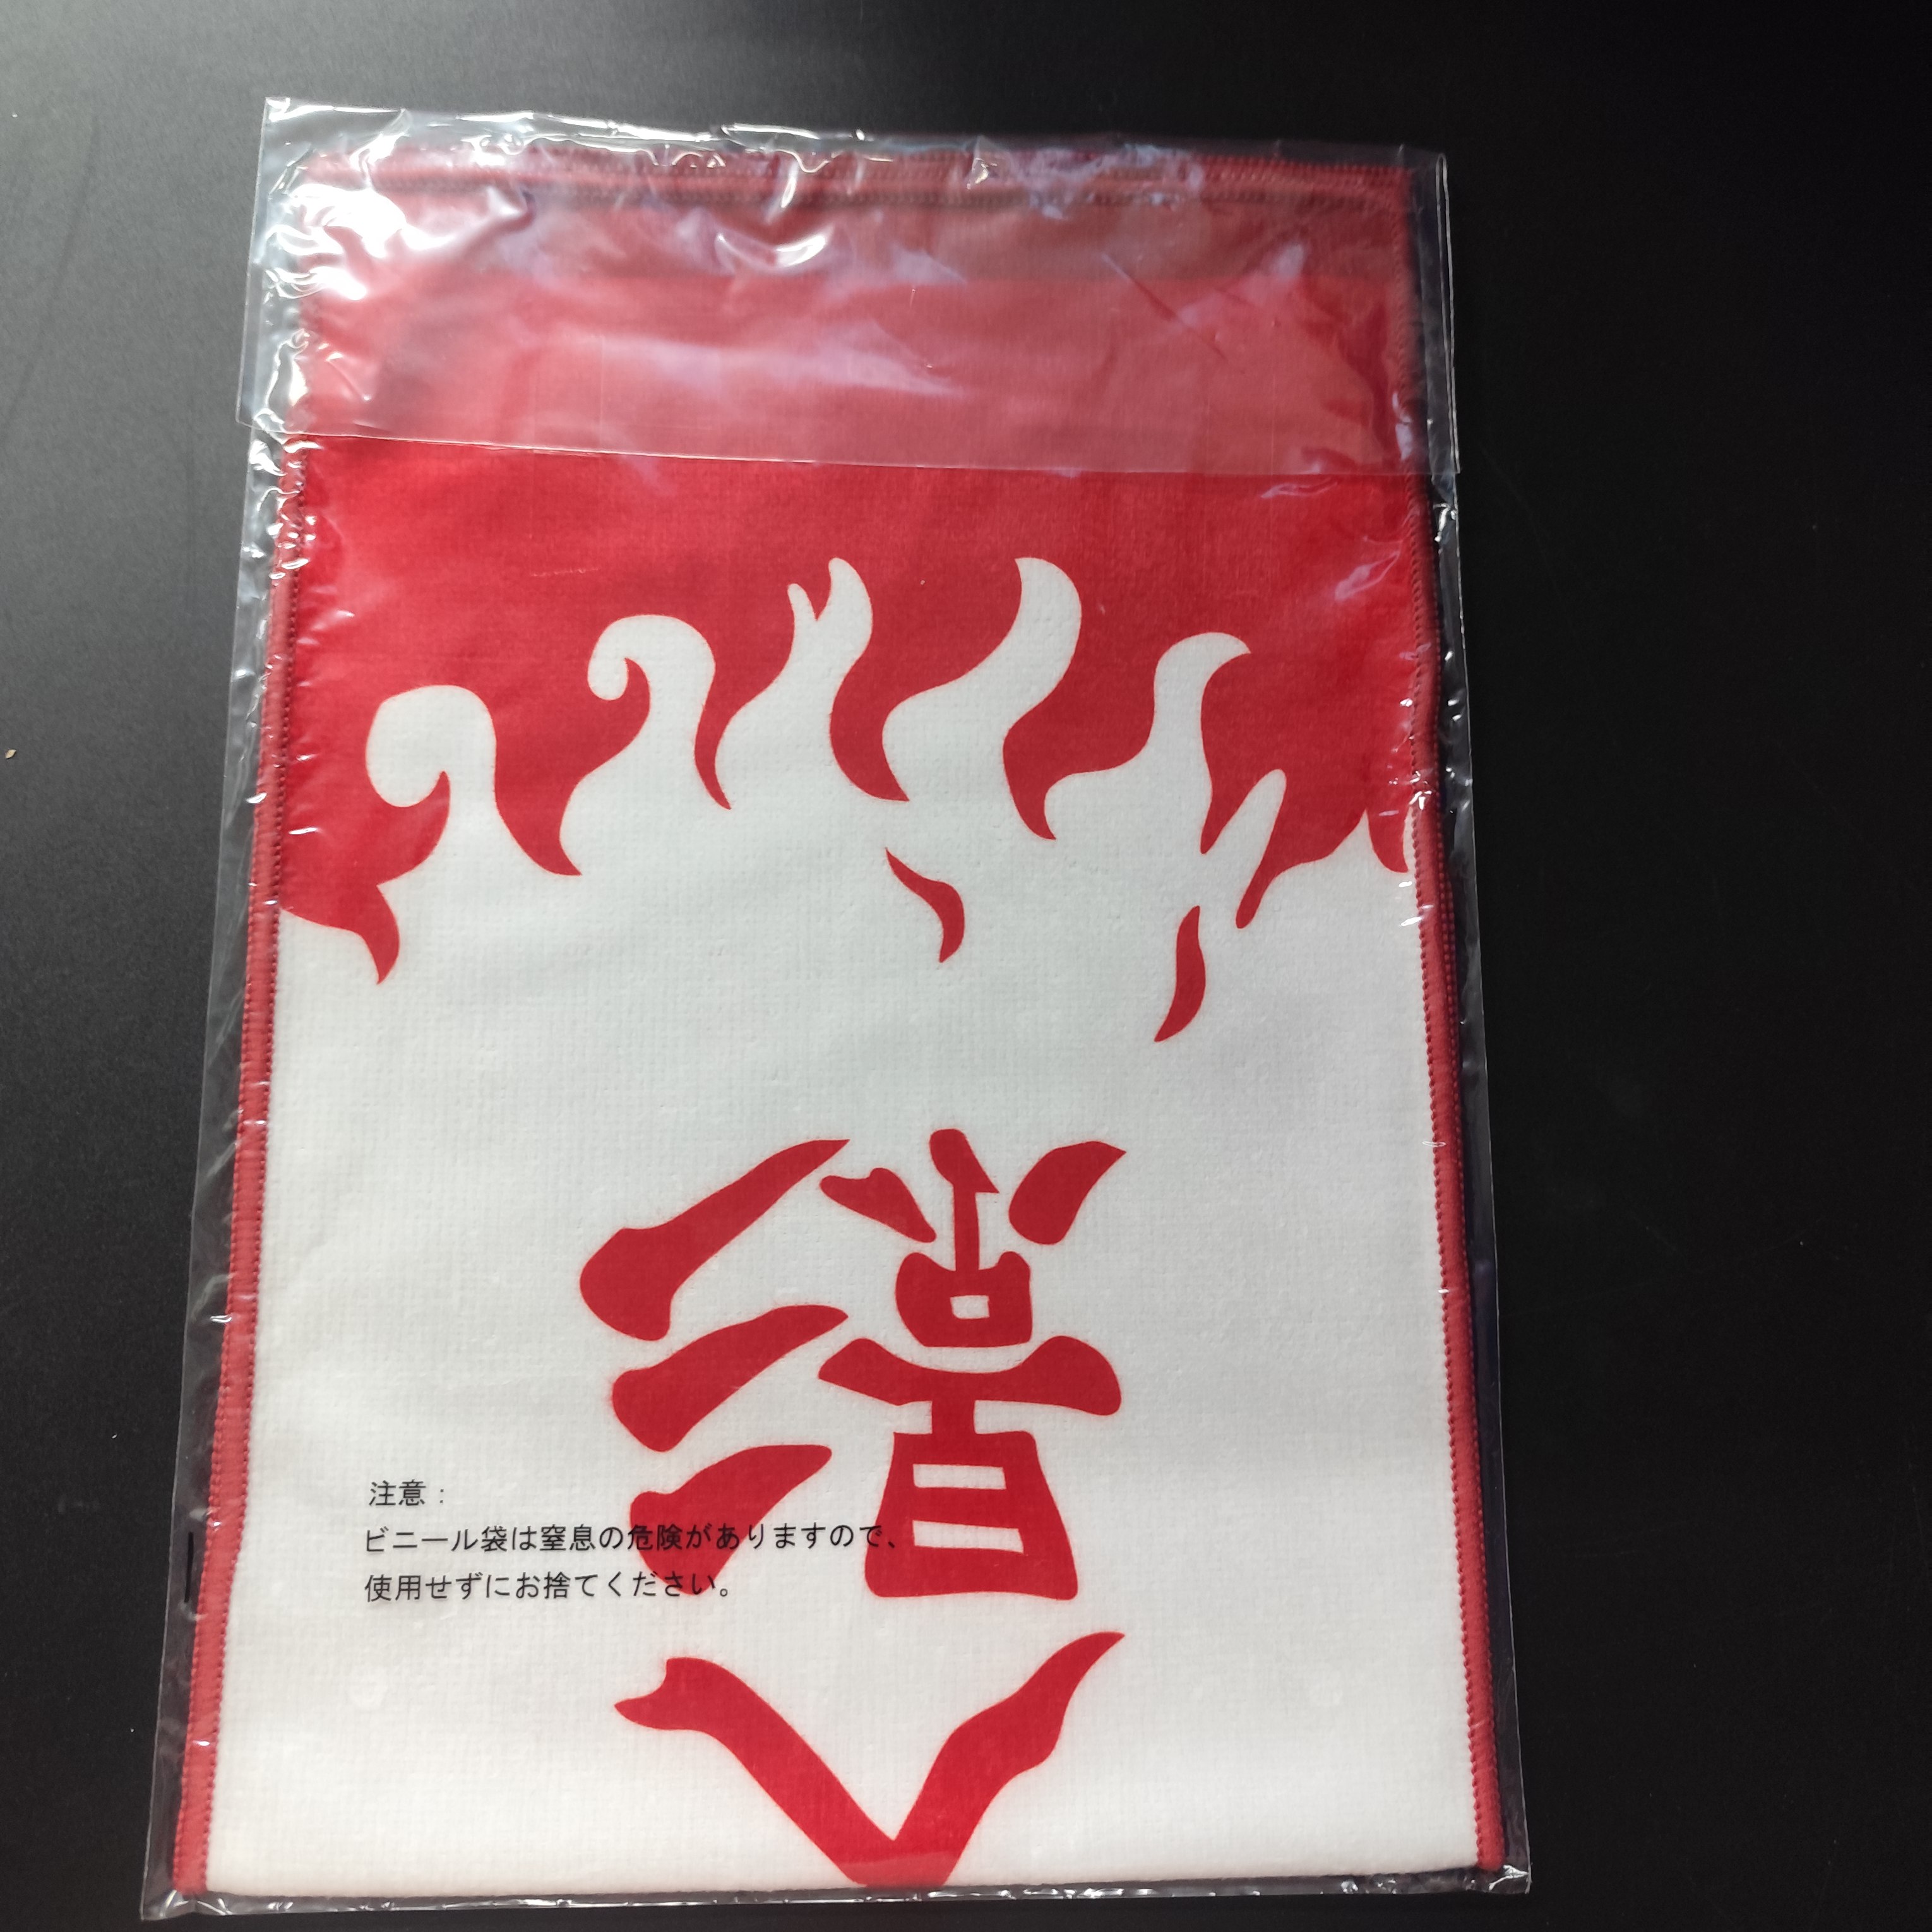 影
注意：
ビニール袋は窒息の危険がありますので、
使用せずにお捨てください。